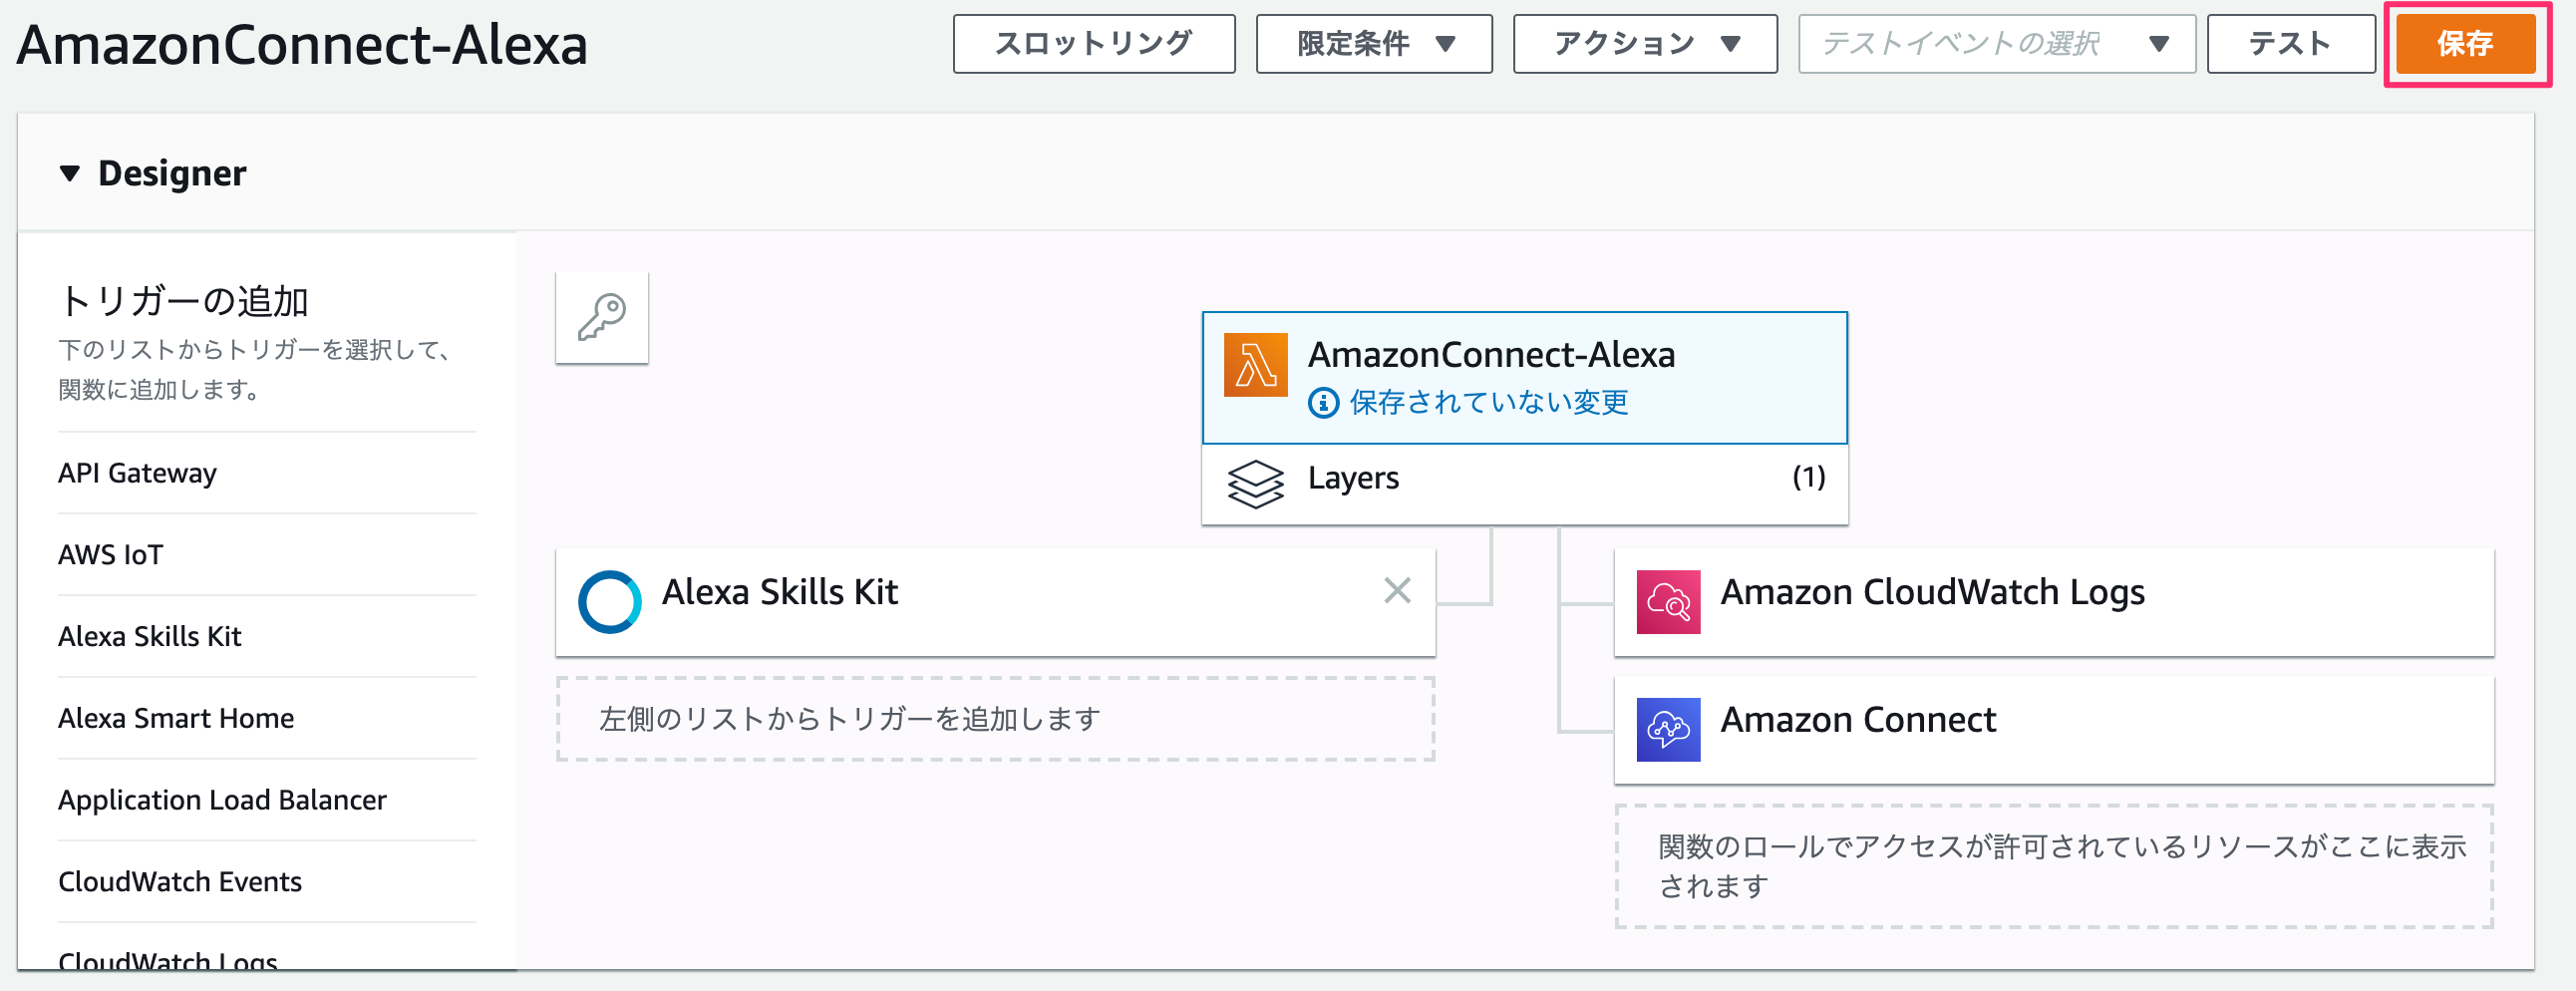 AmazonConnect-Alexa
スロットリング
限定条件
アクション
テストイベントの選択
テスト
保存
Designer
トリガーの追加
下のリストからトリガーを選択して、
関数に追加します。
API Gateway
AWS IoT
Alexa Skills Kit
Alexa Smart Home
Application Load Balancer
CloudWatch Events
CloudWatch Logs
AmazonConnect-Alexa
保存されていない変更
Layers (1)
Alexa Skills Kit
左側のリストからトリガーを追加します
Amazon CloudWatch Logs
Amazon Connect
関数のロールでアクセスが許可されているリソースがここに表示
されます